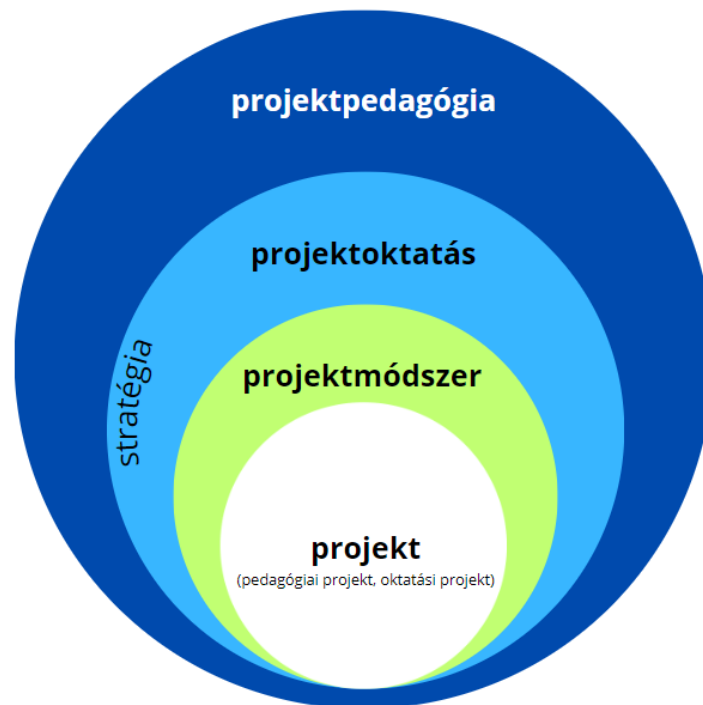 projektpedagógia
projektoktatás
stratégia
projektmódszer
projekt
(pedagógiai projekt, oktatási projekt)